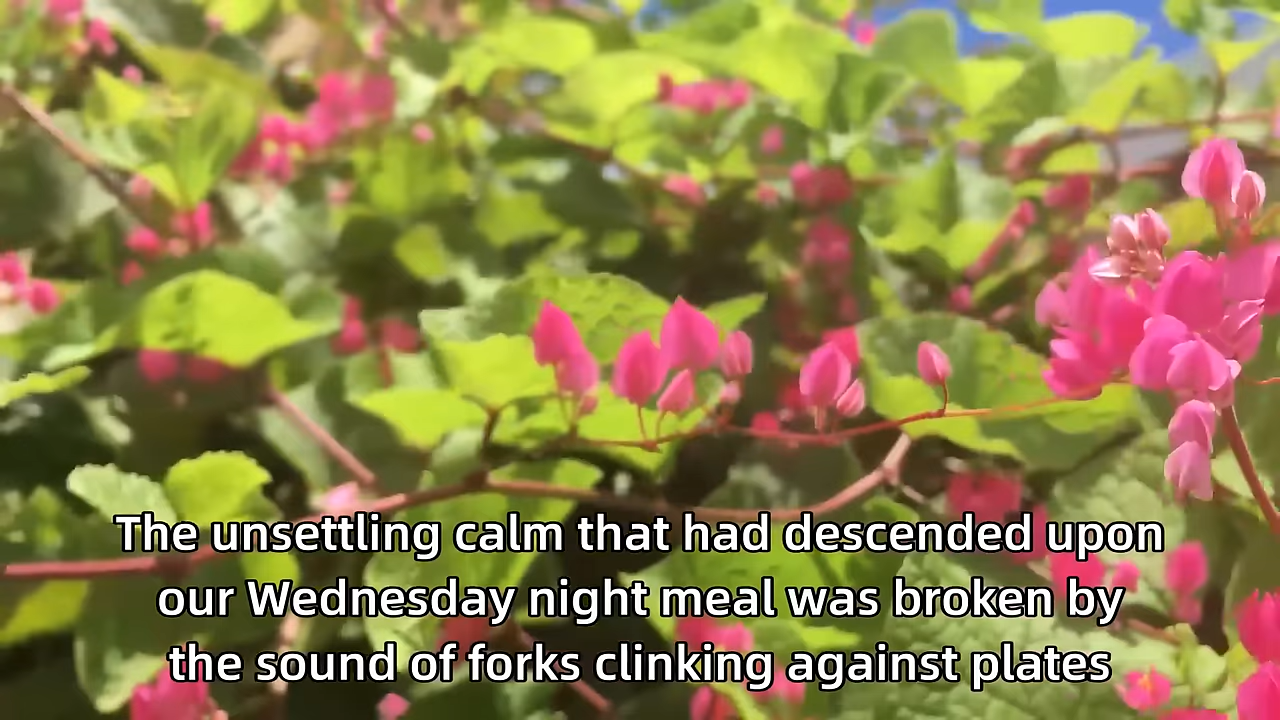 The unsettling calm that had descended upon
our Wednesday night meal was broken by
the sound of forks clinking against plates